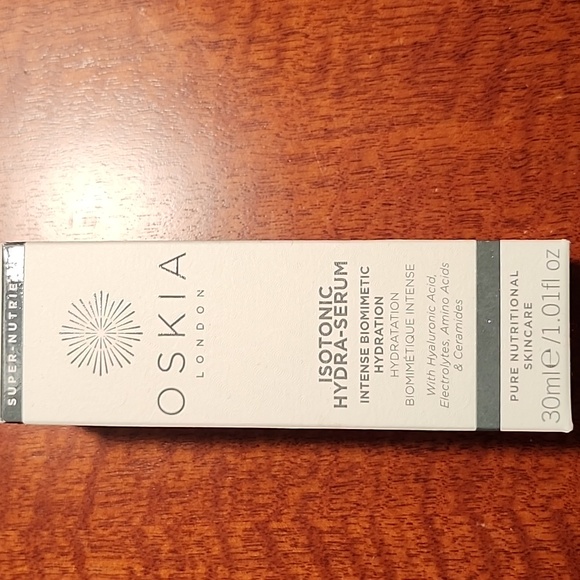 SUPER-NUTRIE
OSKIA
LONDON
ISOTONIC
HYDRA-SERUM
INTENSE BIOMIMETIC
HYDRATION
HYDRATATION
BIOMIMÉTIQUE INTENSE
With Hyaluronic Acid,
Electrolytes, Amino Acids
& Ceramides
PURE NUTRITIONAL
SKINCARE
30ml℮/1.01fl oz